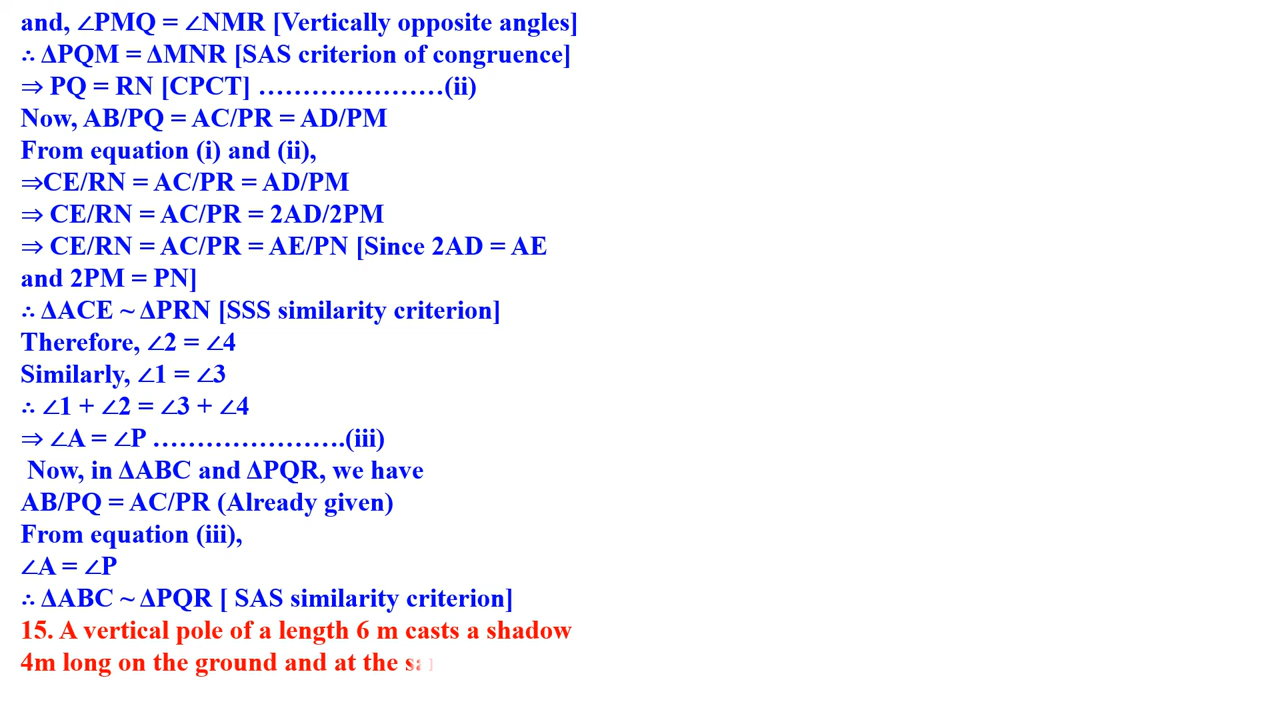 and, ∠PMQ = ∠NMR [Vertically opposite angles]
∴ ΔPQM = ΔMNR [SAS criterion of congruence]
⇒ PQ = RN [CPCT] …………………(ii)
Now, AB/PQ = AC/PR = AD/PM
From equation (i) and (ii),
⇒CE/RN = AC/PR = AD/PM
⇒ CE/RN = AC/PR = 2AD/2PM
⇒ CE/RN = AC/PR = AE/PN [Since 2AD = AE
and 2PM = PN]
∴ ΔACE ~ ΔPRN [SSS similarity criterion]
Therefore, ∠2 = ∠4
Similarly, ∠1 = ∠3
∴ ∠1 + ∠2 = ∠3 + ∠4
⇒ ∠A = ∠P ………………….(iii)
Now, in ΔABC and ΔPQR, we have
AB/PQ = AC/PR (Already given)
From equation (iii),
∠A = ∠P
∴ ΔABC ~ ΔPQR [ SAS similarity criterion]
15. A vertical pole of a length 6 m casts a shadow
4m long on the ground and at the